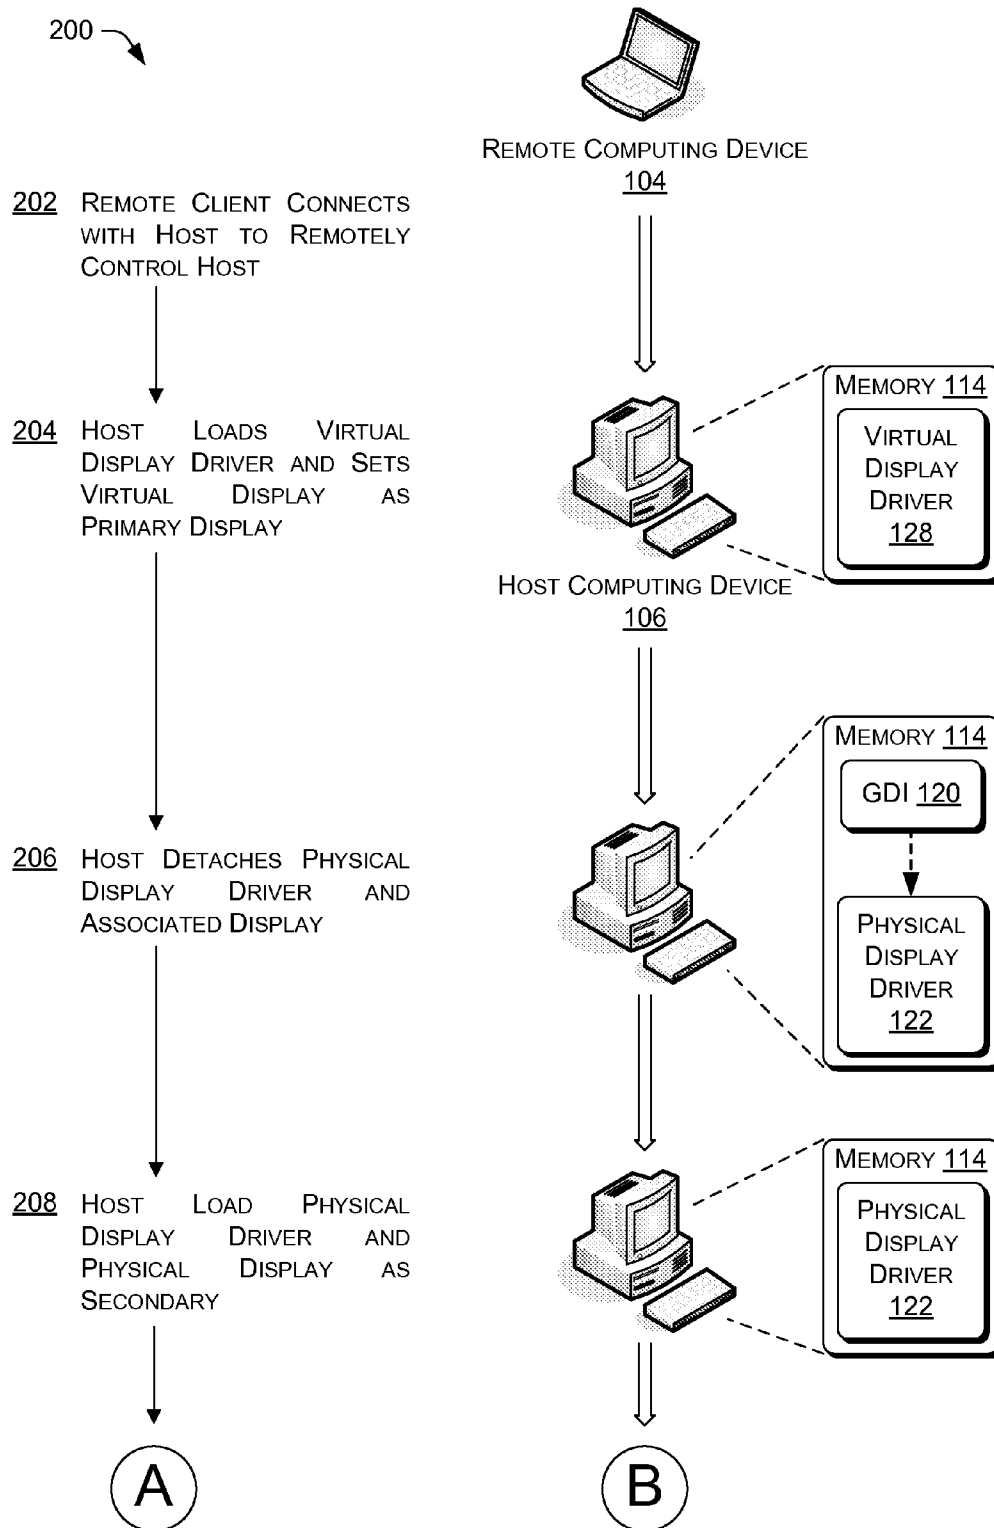 200
REMOTE COMPUTING DEVICE
104
202 REMOTE CLIENT CONNECTS
WITH HOST TO REMOTELY
CONTROL HOST
204 HOST LOADS VIRTUAL
DISPLAY DRIVER AND SETS
VIRTUAL DISPLAY AS
PRIMARY DISPLAY
MEMORY 114
VIRTUAL
DISPLAY
DRIVER
128
HOST COMPUTING DEVICE
106
206 HOST DETACHES PHYSICAL
DISPLAY DRIVER AND
ASSOCIATED DISPLAY
MEMORY 114
GDI 120
PHYSICAL
DISPLAY
DRIVER
122
208 HOST LOAD PHYSICAL
DISPLAY DRIVER AND
PHYSICAL DISPLAY AS
SECONDARY
MEMORY 114
PHYSICAL
DISPLAY
DRIVER
122
A
B